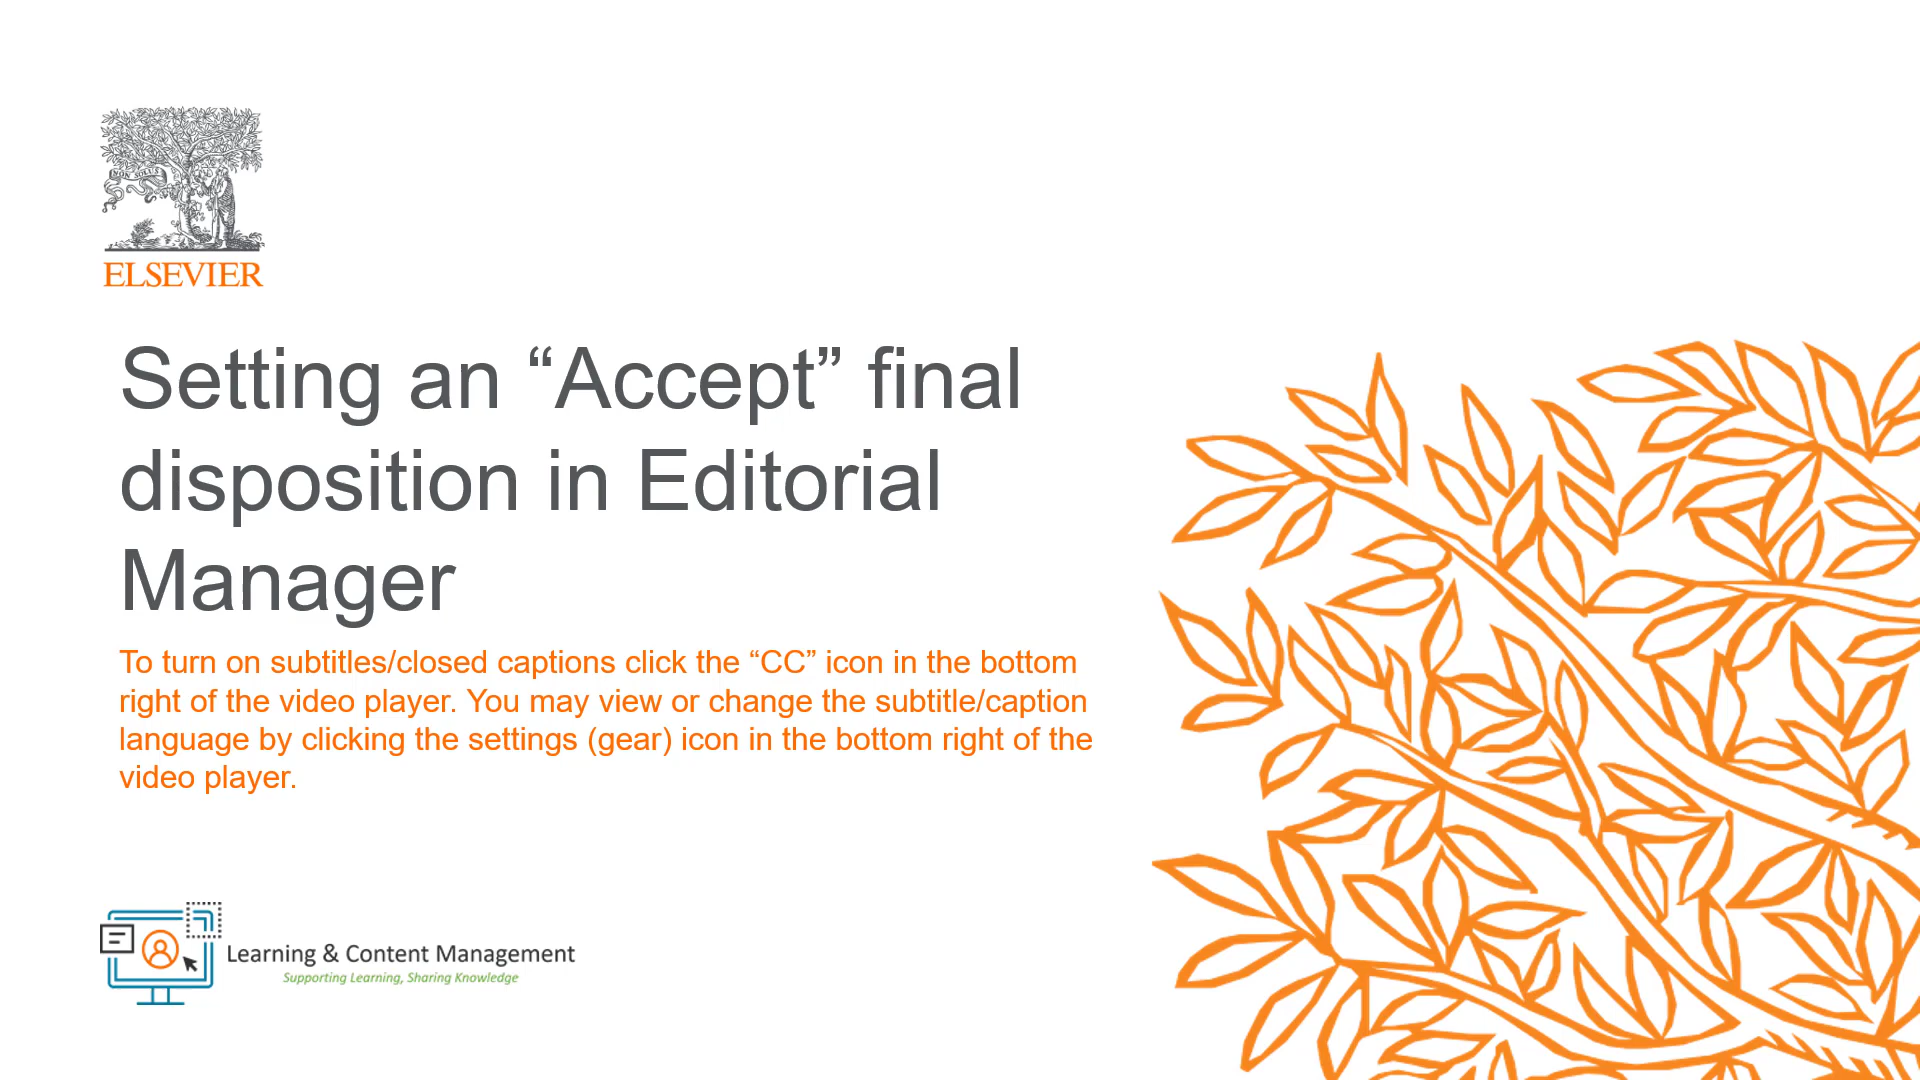 NON SOLUS
ELSEVIER
Setting an “Accept” final
disposition in Editorial
Manager
To turn on subtitles/closed captions click the “CC” icon in the bottom
right of the video player. You may view or change the subtitle/caption
language by clicking the settings (gear) icon in the bottom right of the
video player.
Learning & Content Management
Supporting Learning, Sharing Knowledge